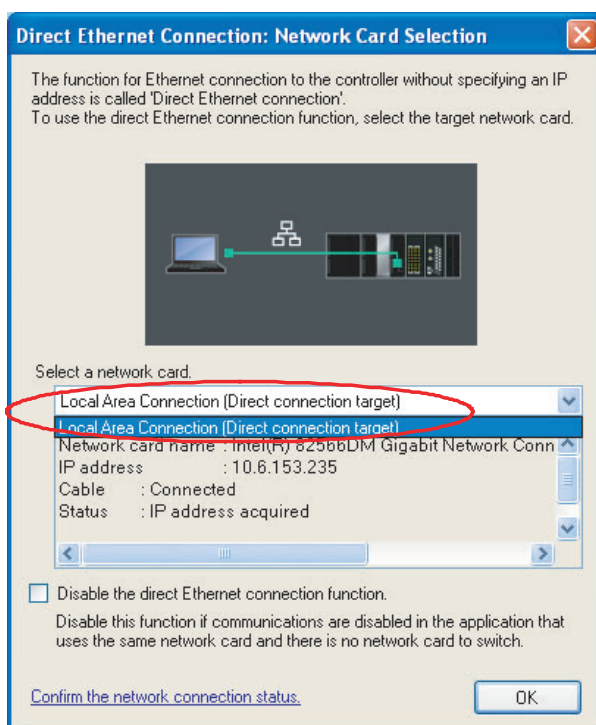 Direct Ethernet Connection: Network Card Selection
The function for Ethernet connection to the controller without specifying an IP
address is called 'Direct Ethernet connection'.
To use the direct Ethernet connection function, select the target network card.
Select a network card.
Local Area Connection (Direct connection target)
Local Area Connection (Direct connection target)
Network card name : Intel(R) 82566DM Gigabit Network Conn
IP address : 10.6.153.235
Cable : Connected
Status : IP address acquired
Disable the direct Ethernet connection function.
Disable this function if communications are disabled in the application that
uses the same network card and there is no network card to switch.
Confirm the network connection status.
OK